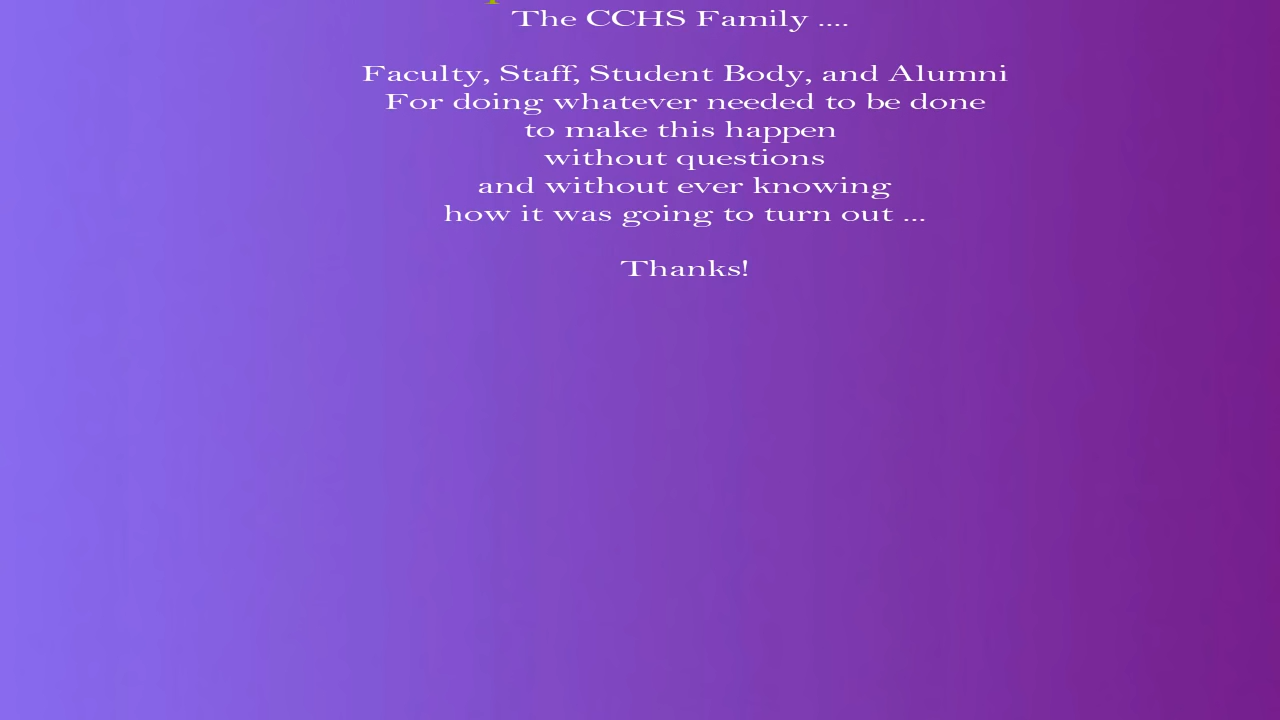 The CCHS Family ....
Faculty, Staff, Student Body, and Alumni
For doing whatever needed to be done
to make this happen
without questions
and without ever knowing
how it was going to turn out ...
Thanks!